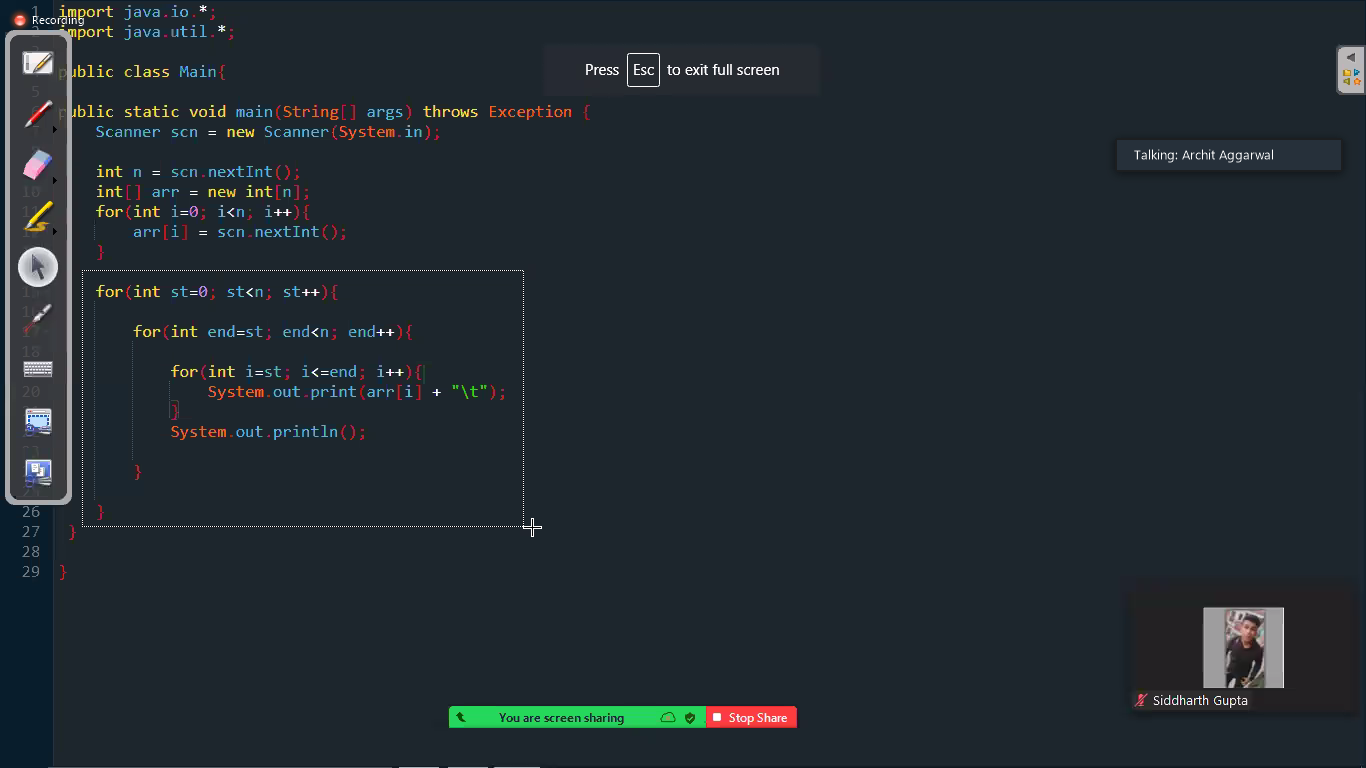 Recording
1 import java.io.*;
import java.util.*;
public class Main{
public static void main(String[] args) throws Exception {
Scanner scn = new Scanner(System.in);
int n = scn.nextInt();
int[] arr = new int[n];
for(int i=0; i<n; i++){
arr[i] = scn.nextInt();
}
for(int st=0; st<n; st++){
for(int end=st; end<n; end++){
for(int i=st; i<=end; i++){
System.out.print(arr[i] + "\t");
}
System.out.println();
}
26 }
27 }
28
29 }
Press Esc to exit full screen
Talking: Archit Aggarwal
Siddharth Gupta
You are screen sharing
Stop Share